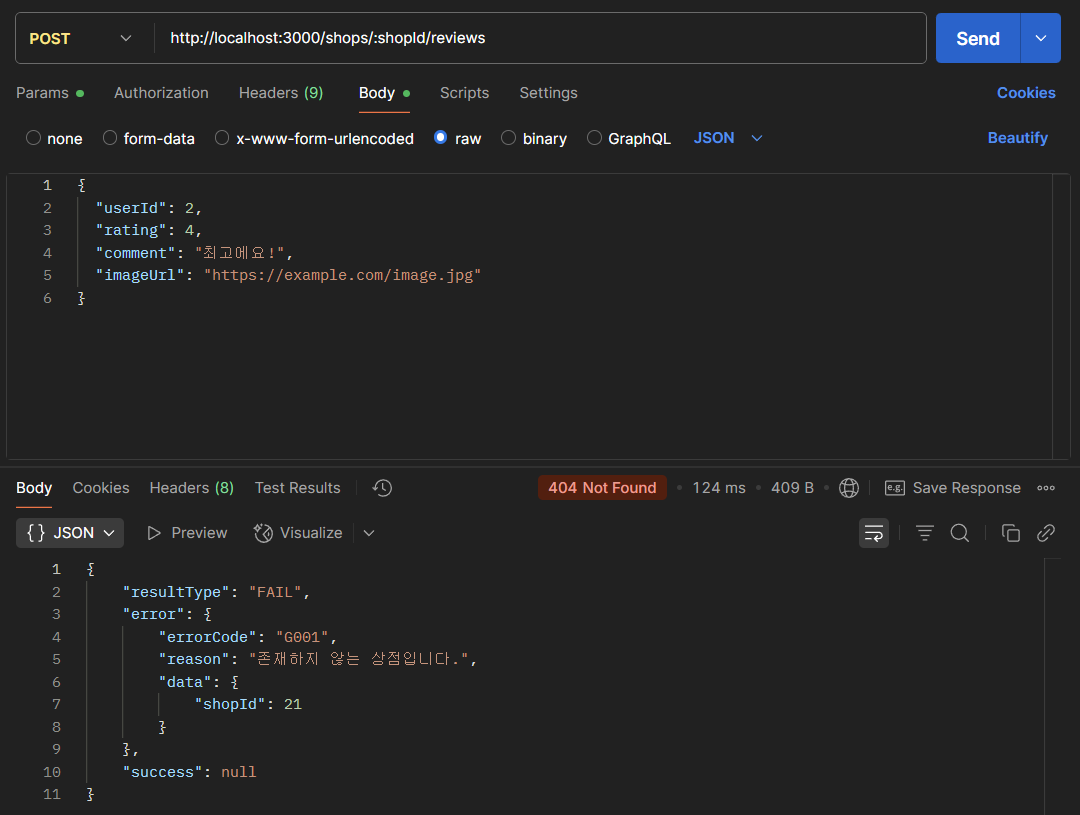 POST http://localhost:3000/shops/:shopId/reviews Send
Params Authorization Headers (9) Body Scripts Settings Cookies
none form-data x-www-form-urlencoded raw binary GraphQL JSON Beautify
1 {
2 "userId": 2,
3 "rating": 4,
4 "comment": "최고에요!",
5 "imageUrl": "https://example.com/image.jpg"
6 }
Body Cookies Headers (8) Test Results 404 Not Found 124 ms 409 B e.g. Save Response
{} JSON Preview Visualize
1 {
2 "resultType": "FAIL",
3 "error": {
4 "errorCode": "G001",
5 "reason": "존재하지 않는 상점입니다.",
6 "data": {
7 "shopId": 21
8 }
9 },
10 "success": null
11 }